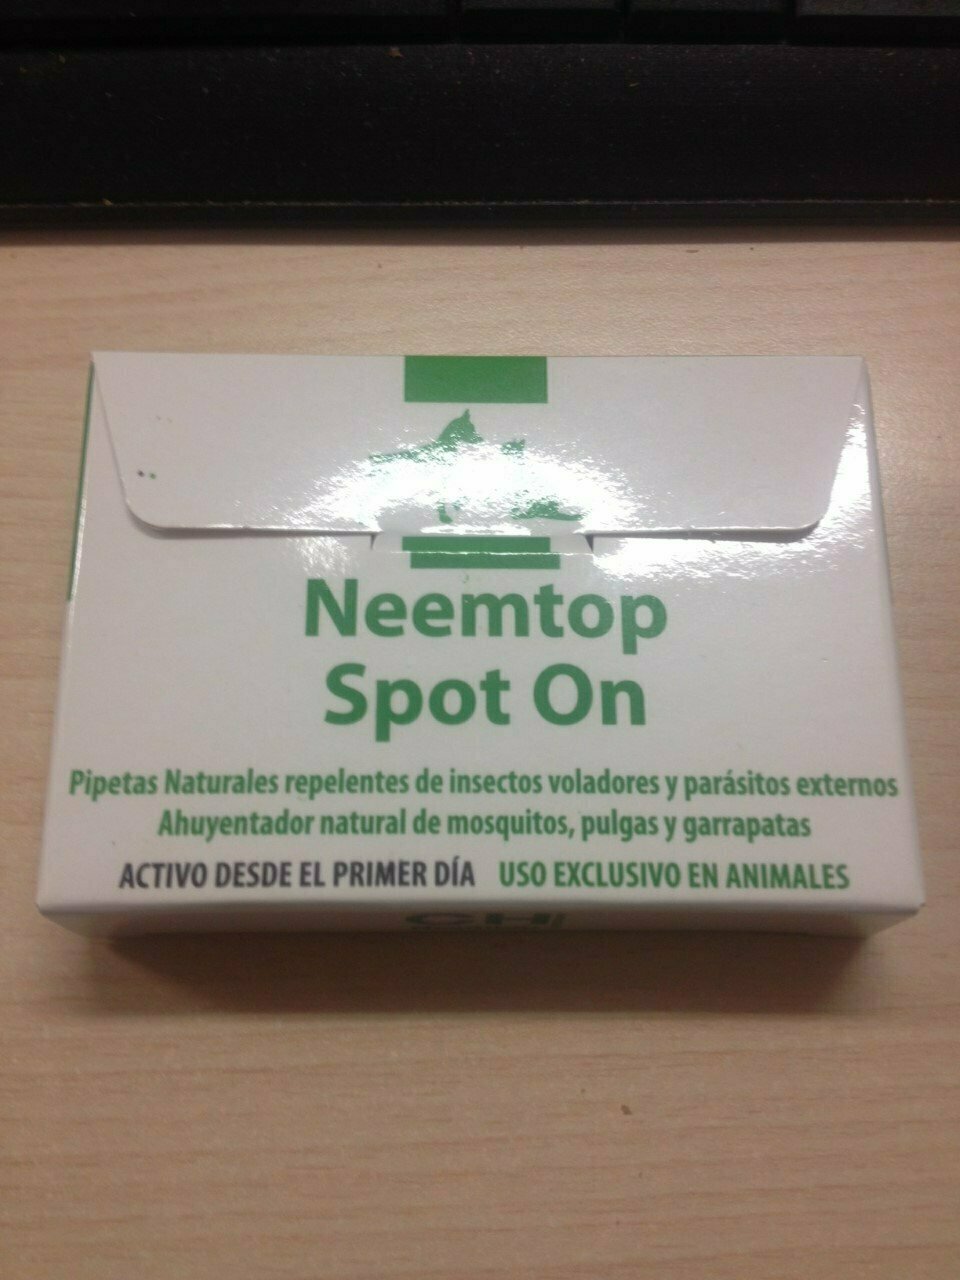 Neemtop
Spot On
Pipetas Naturales repelentes de insectos voladores y parásitos externos
Ahuyentador natural de mosquitos, pulgas y garrapatas
ACTIVO DESDE EL PRIMER DÍA USO EXCLUSIVO EN ANIMALES
CH